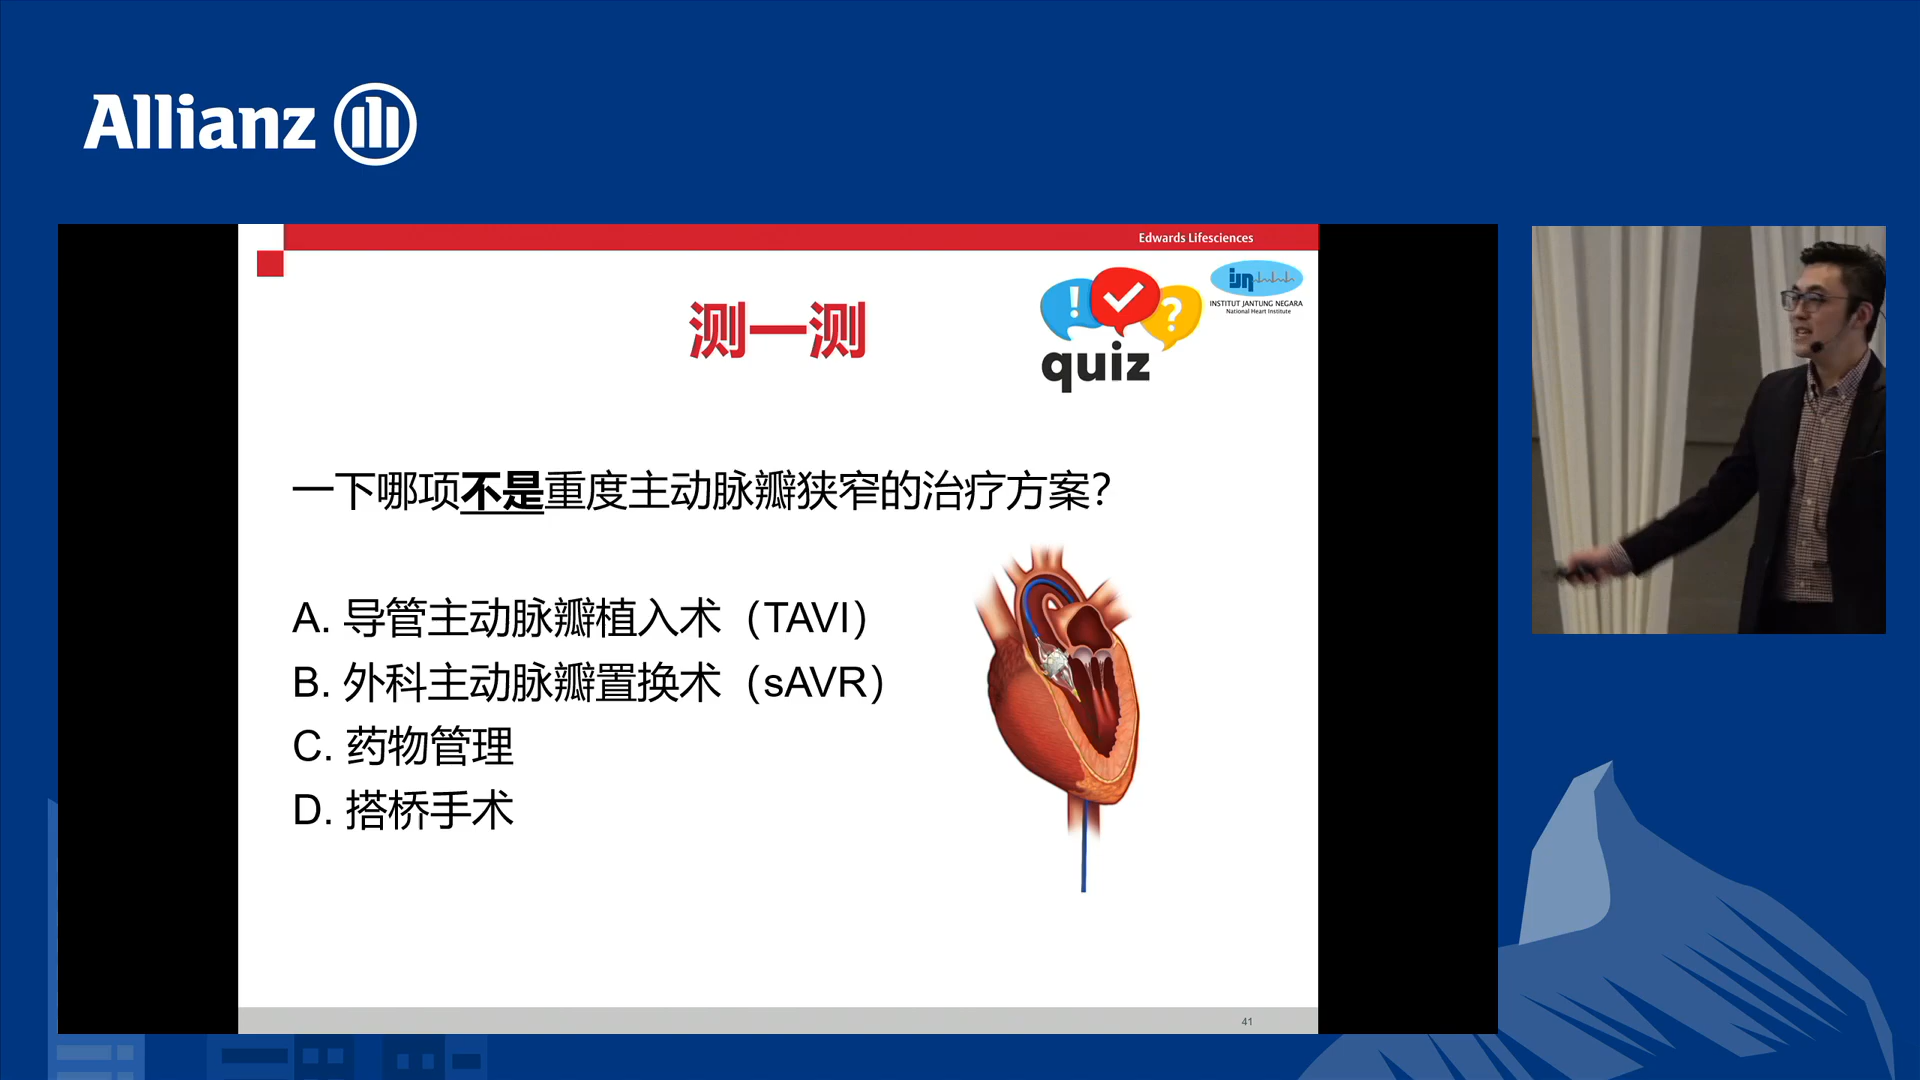 Allianz
Edwards Lifesciences
测一测
! ?
quiz
ijn
INSTITUT JANTUNG NEGARA
National Heart Institute
一下哪项不是重度主动脉瓣狭窄的治疗方案?
A. 导管主动脉瓣植入术（TAVI）
B. 外科主动脉瓣置换术（sAVR）
C. 药物管理
D. 搭桥手术
41